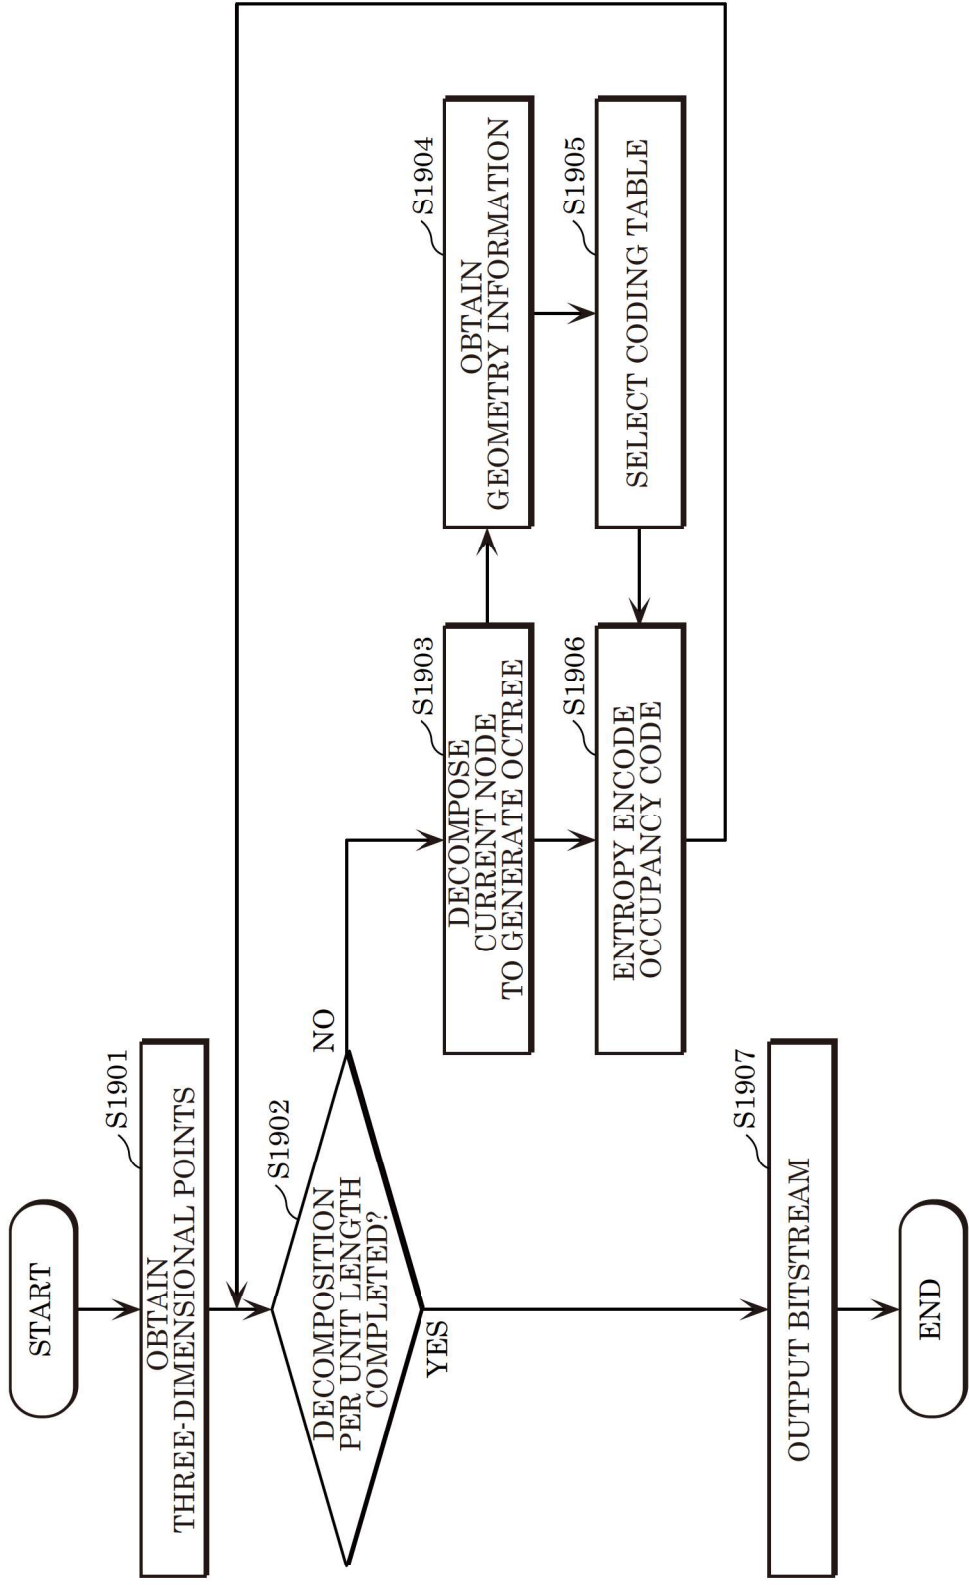 START
S1901
OBTAIN
THREE-DIMENSIONAL POINTS
S1902
DECOMPOSITION
PER UNIT LENGTH
COMPLETED?
NO
YES
S1903
DECOMPOSE
CURRENT NODE
TO GENERATE OCTREE
S1904
OBTAIN
GEOMETRY INFORMATION
S1905
SELECT CODING TABLE
S1906
ENTROPY ENCODE
OCCUPANCY CODE
S1907
OUTPUT BITSTREAM
END